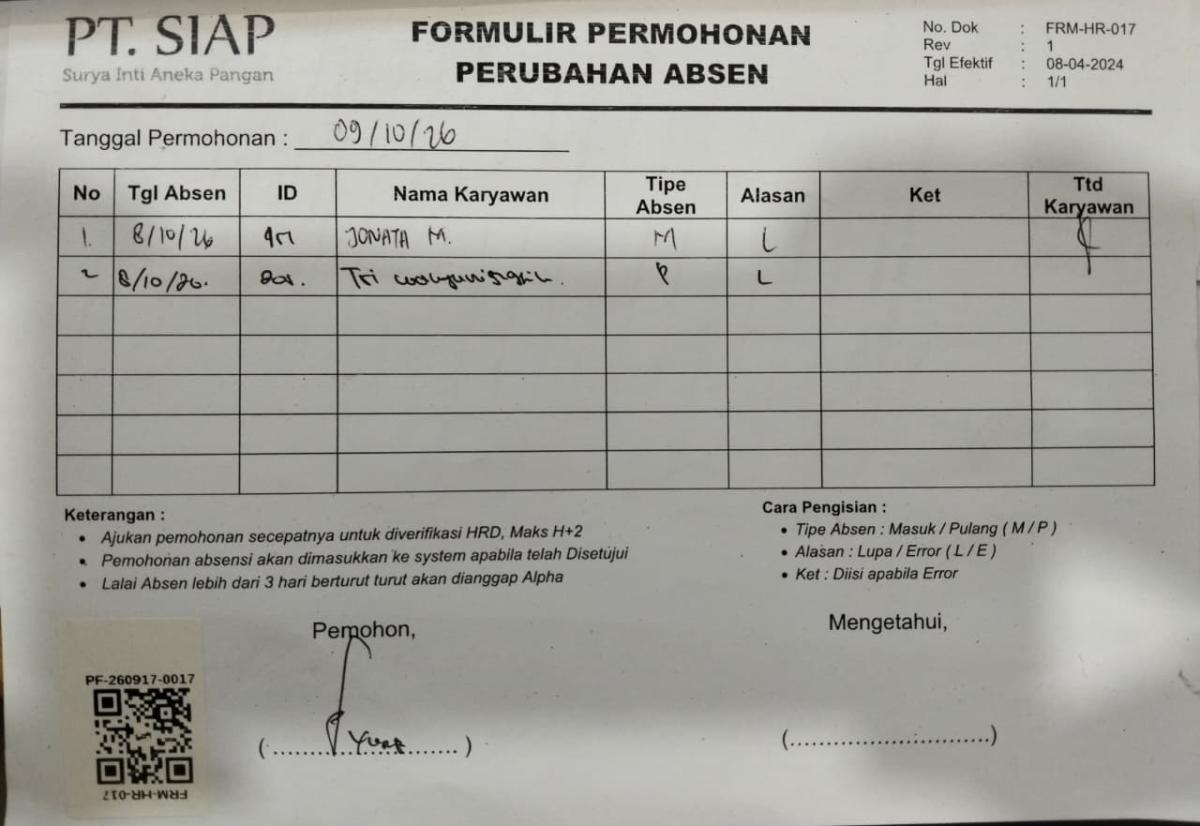 PT. SIAP
Surya Inti Aneka Pangan
FORMULIR PERMOHONAN
PERUBAHAN ABSEN
No. Dok : FRM-HR-017
Rev : 1
Tgl Efektif : 08-04-2024
Hal : 1/1
Tanggal Permohonan : 09/10/26
No Tgl Absen ID Nama Karyawan Tipe Absen Alasan Ket Ttd Karyawan
1. 8/10/26 JONATA M. M L
2 8/10/26. Tri P L
Keterangan :
• Ajukan pemohonan secepatnya untuk diverifikasi HRD, Maks H+2
• Pemohonan absensi akan dimasukkan ke system apabila telah Disetujui
• Lalai Absen lebih dari 3 hari berturut turut akan dianggap Alpha
Cara Pengisian :
• Tipe Absen : Masuk / Pulang ( M / P )
• Alasan : Lupa / Error ( L / E )
• Ket : Diisi apabila Error
Pemohon,
Mengetahui,
PF-260917-0017
FRM-HR-017